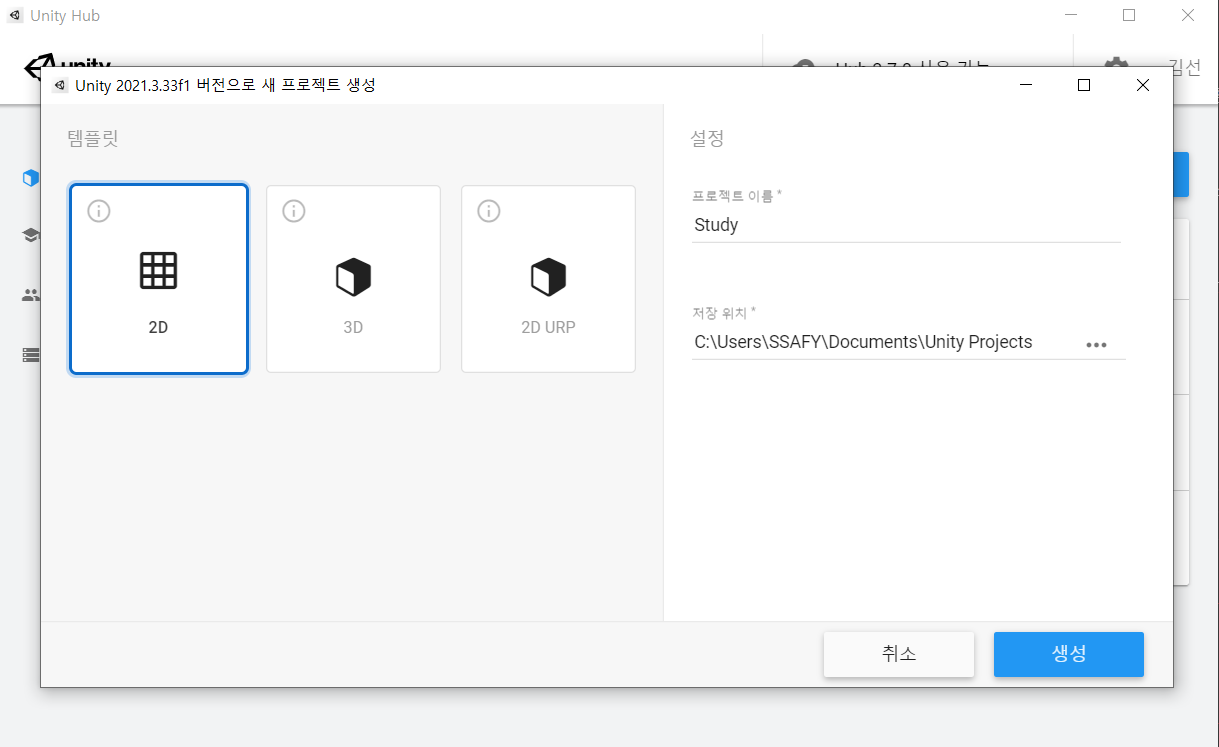 Unity Hub
unity
김선
Unity 2021.3.33f1 버전으로 새 프로젝트 생성
템플릿
2D
3D
2D URP
설정
프로젝트 이름 *
Study
저장 위치 *
C:\Users\SSAFY\Documents\Unity Projects
취소
생성